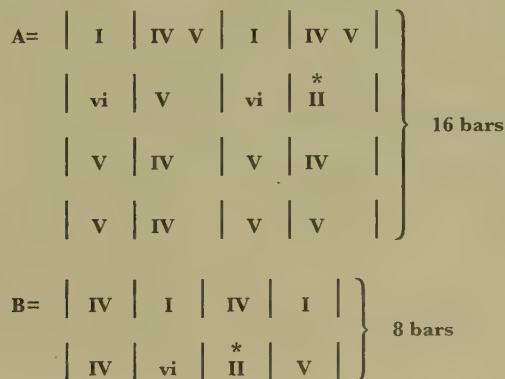 A= | I | IV V | I | IV V |
*
| vi | V | vi | II |
16 bars
| V | IV | V | IV |
| V | IV | V | V |
B= | IV | I | IV | I |
8 bars
*
| IV | vi | II | V |